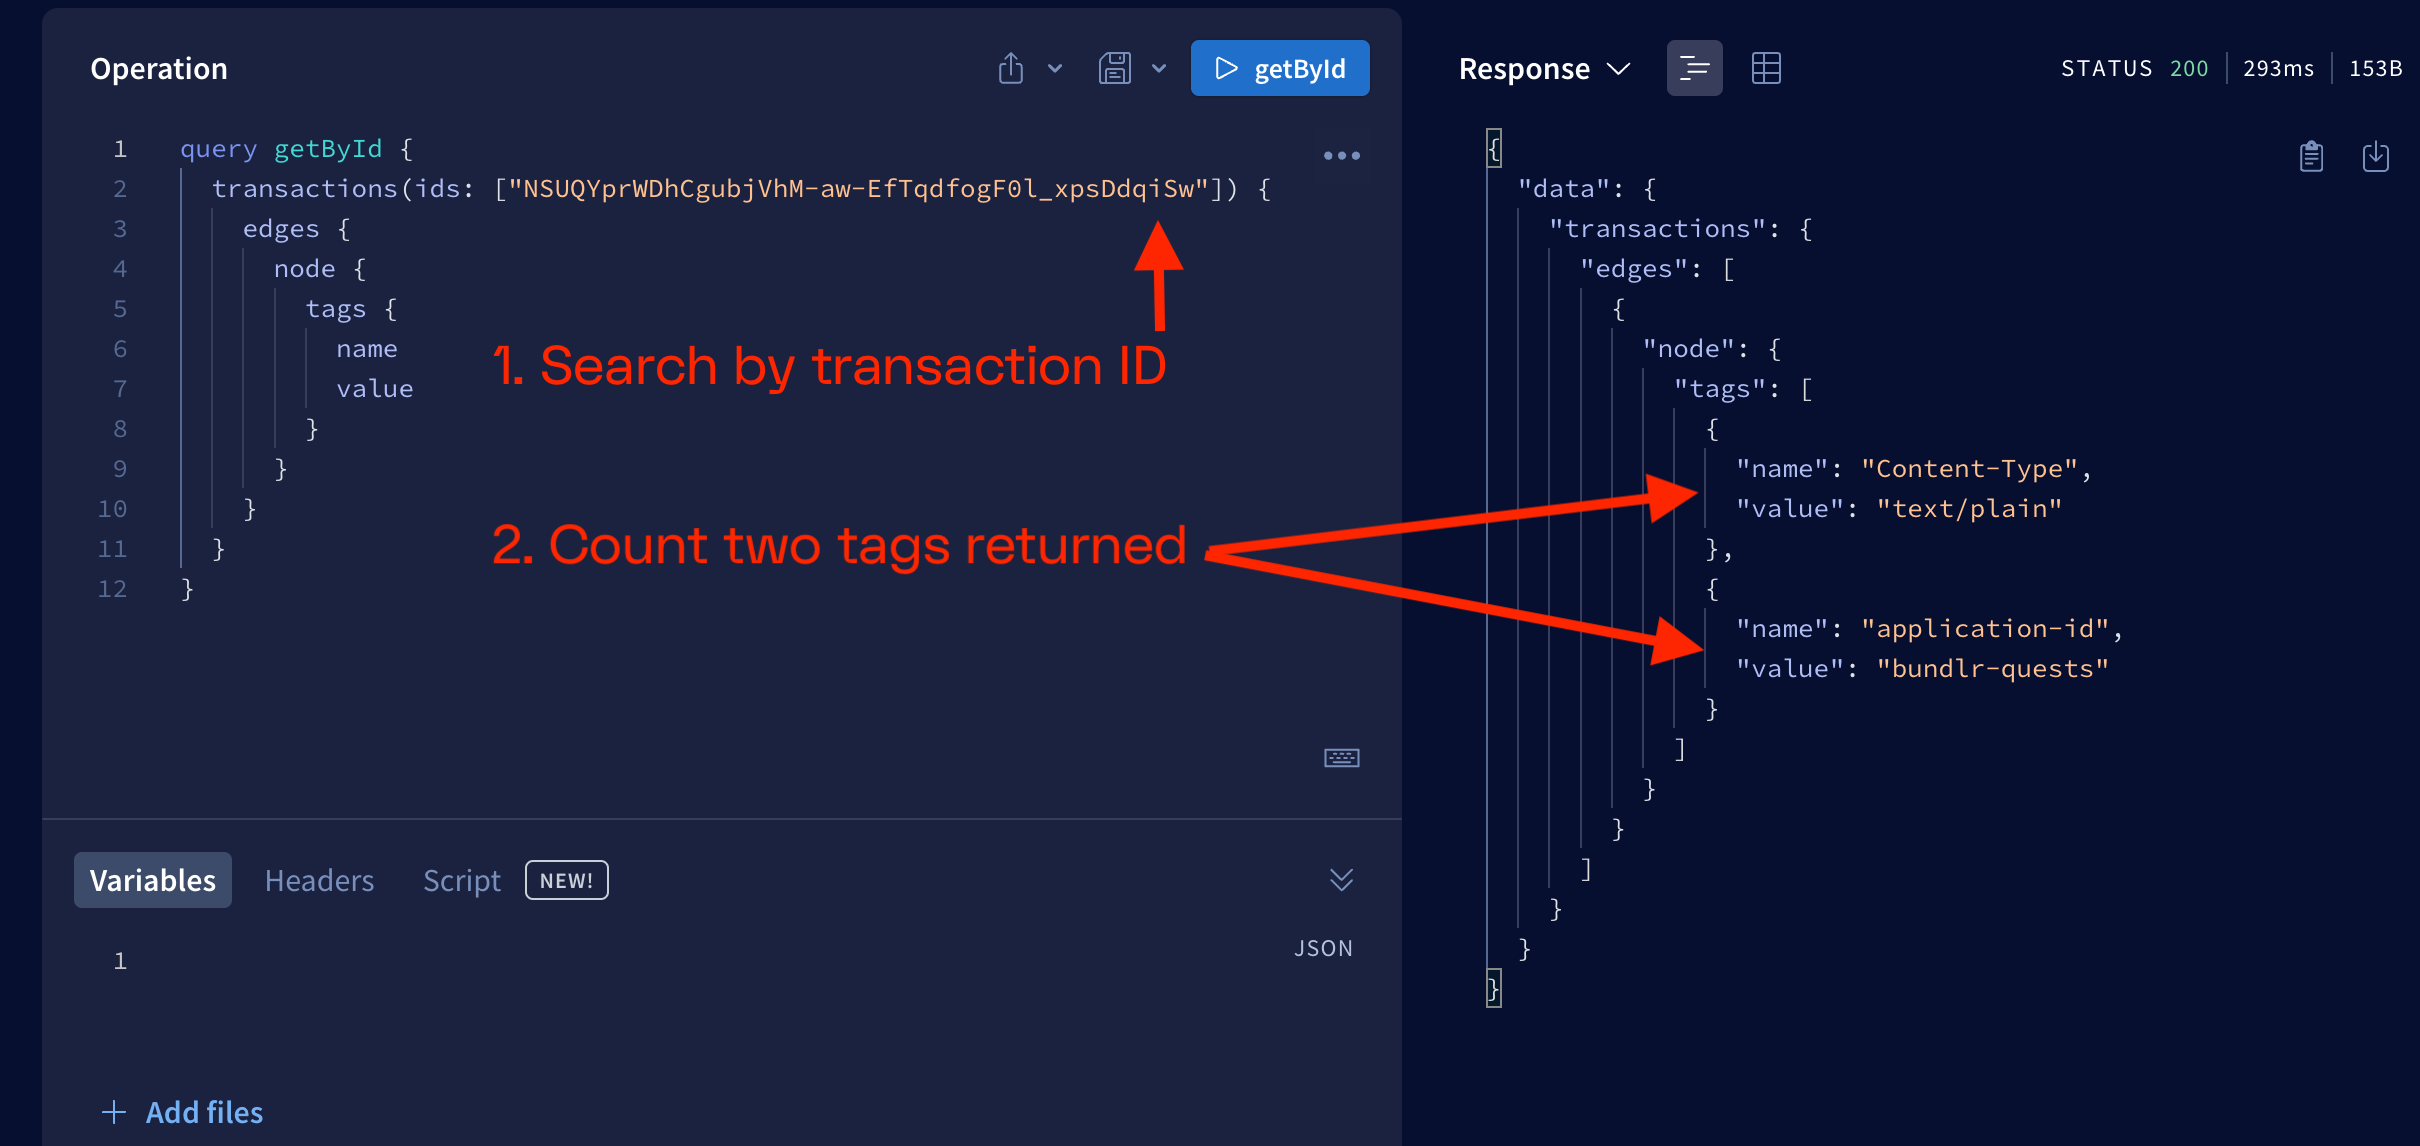 Operation
getById
1 query getById {
2 transactions(ids: ["NSUQYprWDhCgubjVhM-aw-EfTqdfogF0l_xpsDdqiSw"]) {
3 edges {
4 node {
5 tags {
6 name
7 value
8 }
9 }
10 }
11 }
12 }
1. Search by transaction ID
2. Count two tags returned
Variables
Headers
Script
NEW!
1
JSON
Add files
Response
STATUS 200
293ms
153B
{
"data": {
"transactions": {
"edges": [
{
"node": {
"tags": [
{
"name": "Content-Type",
"value": "text/plain"
},
{
"name": "application-id",
"value": "bundlr-quests"
}
]
}
}
]
}
}
}